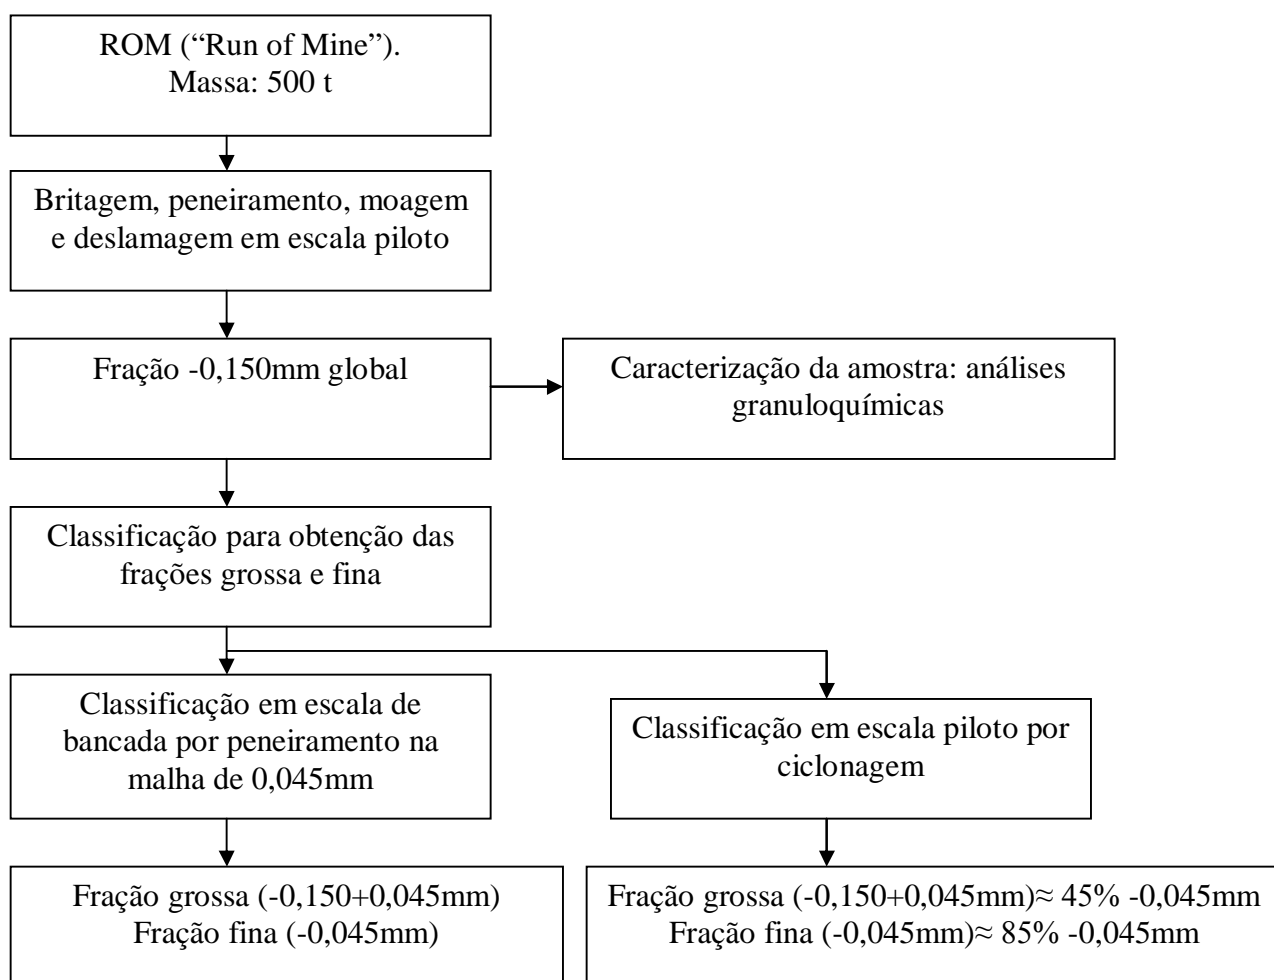 ROM (“Run of Mine”).
Massa: 500 t
Britagem, peneiramento, moagem
e deslamagem em escala piloto
Fração -0,150mm global
Caracterização da amostra: análises
granuloquímicas
Classificação para obtenção das
frações grossa e fina
Classificação em escala de
bancada por peneiramento na
malha de 0,045mm
Classificação em escala piloto por
ciclonagem
Fração grossa (-0,150+0,045mm)
Fração fina (-0,045mm)
Fração grossa (-0,150+0,045mm)≈ 45% -0,045mm
Fração fina (-0,045mm)≈ 85% -0,045mm